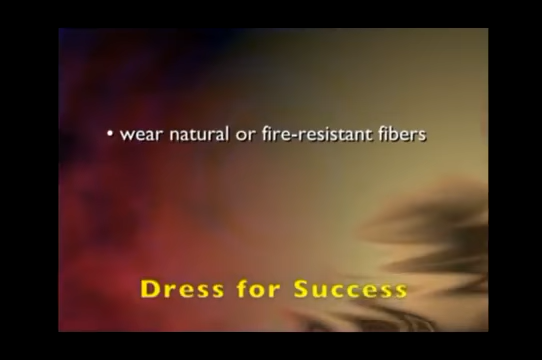 • wear natural or fire-resistant fibers
Dress for Success